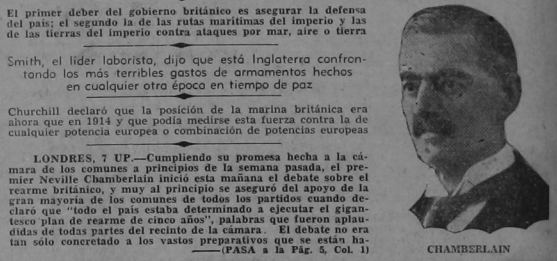 El primer deber del gobierno británico es asegurar la defensa
del país; el segundo la de las rutas marítimas del imperio y las
de las tierras del imperio contra ataques por mar, aire o tierra
Smith, el líder laborista, dijo que está Inglaterra confron-
tando los más terribles gastos de armamentos hechos
en cualquier otra época en tiempo de paz
Churchill declaró que la posición de la marina británica era
ahora que en 1914 y que podía medirse esta fuerza contra la de
cualquier potencia europea o combinación de potencias europeas
LONDRES, 7 UP.—Cumpliendo su promesa hecha a la cá-
mara de los comunes a principios de la semana pasada, el pre-
mier Neville Chamberlain inició esta mañana el debate sobre el
rearme británico, y muy al principio se aseguró del apoyo de la
gran mayoría de los comunes de todos los partidos cuando de-
claró que "todo el país estaba determinado a ejecutar el gigan-
tesco plan de rearme de cinco años", palabras que fueron aplau-
didas de todas partes del recinto de la cámara. El debate no era
tan sólo concretado a los vastos preparativos que se están ha-
(PASA a la Pág. 5, Col. 1)
CHAMBERLAIN